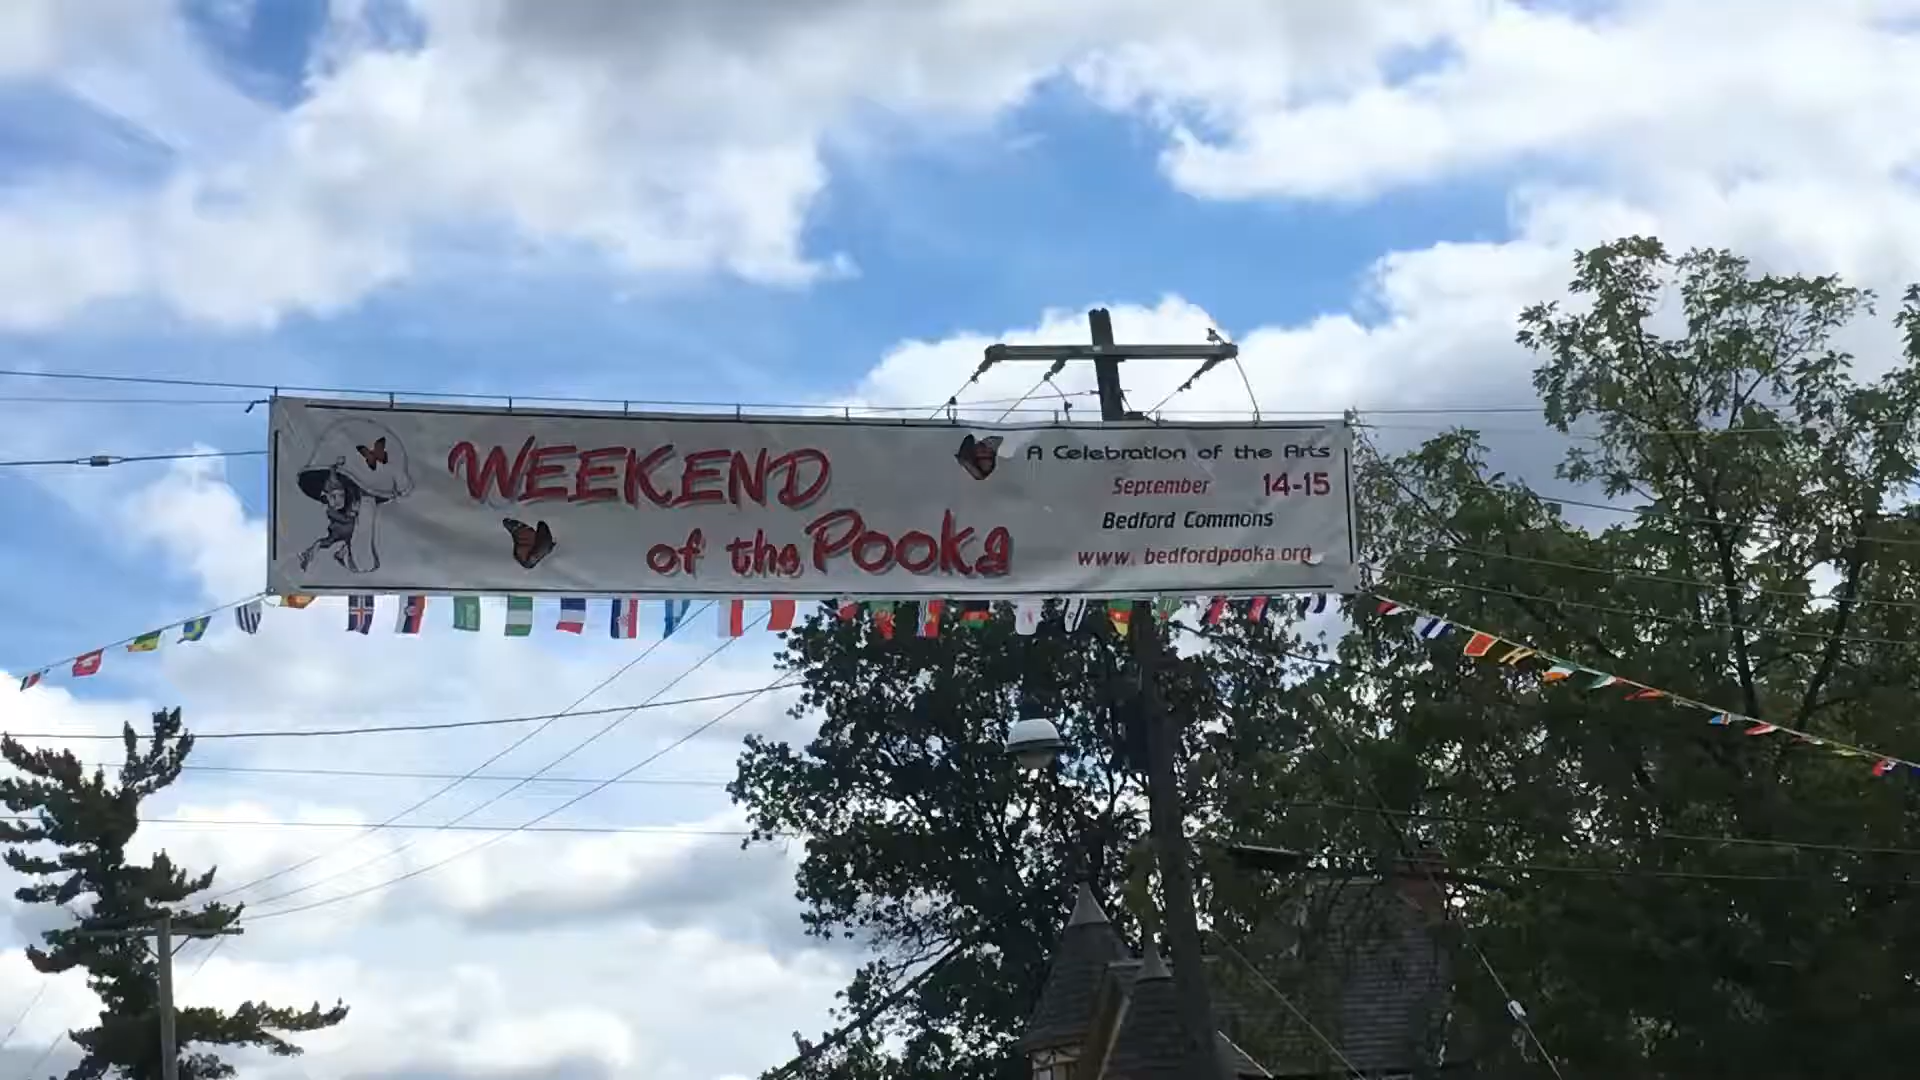 WEEKEND
of the Pooka
A Celebration of the Arts
September 14-15
Bedford Commons
www. bedfordpooka.org